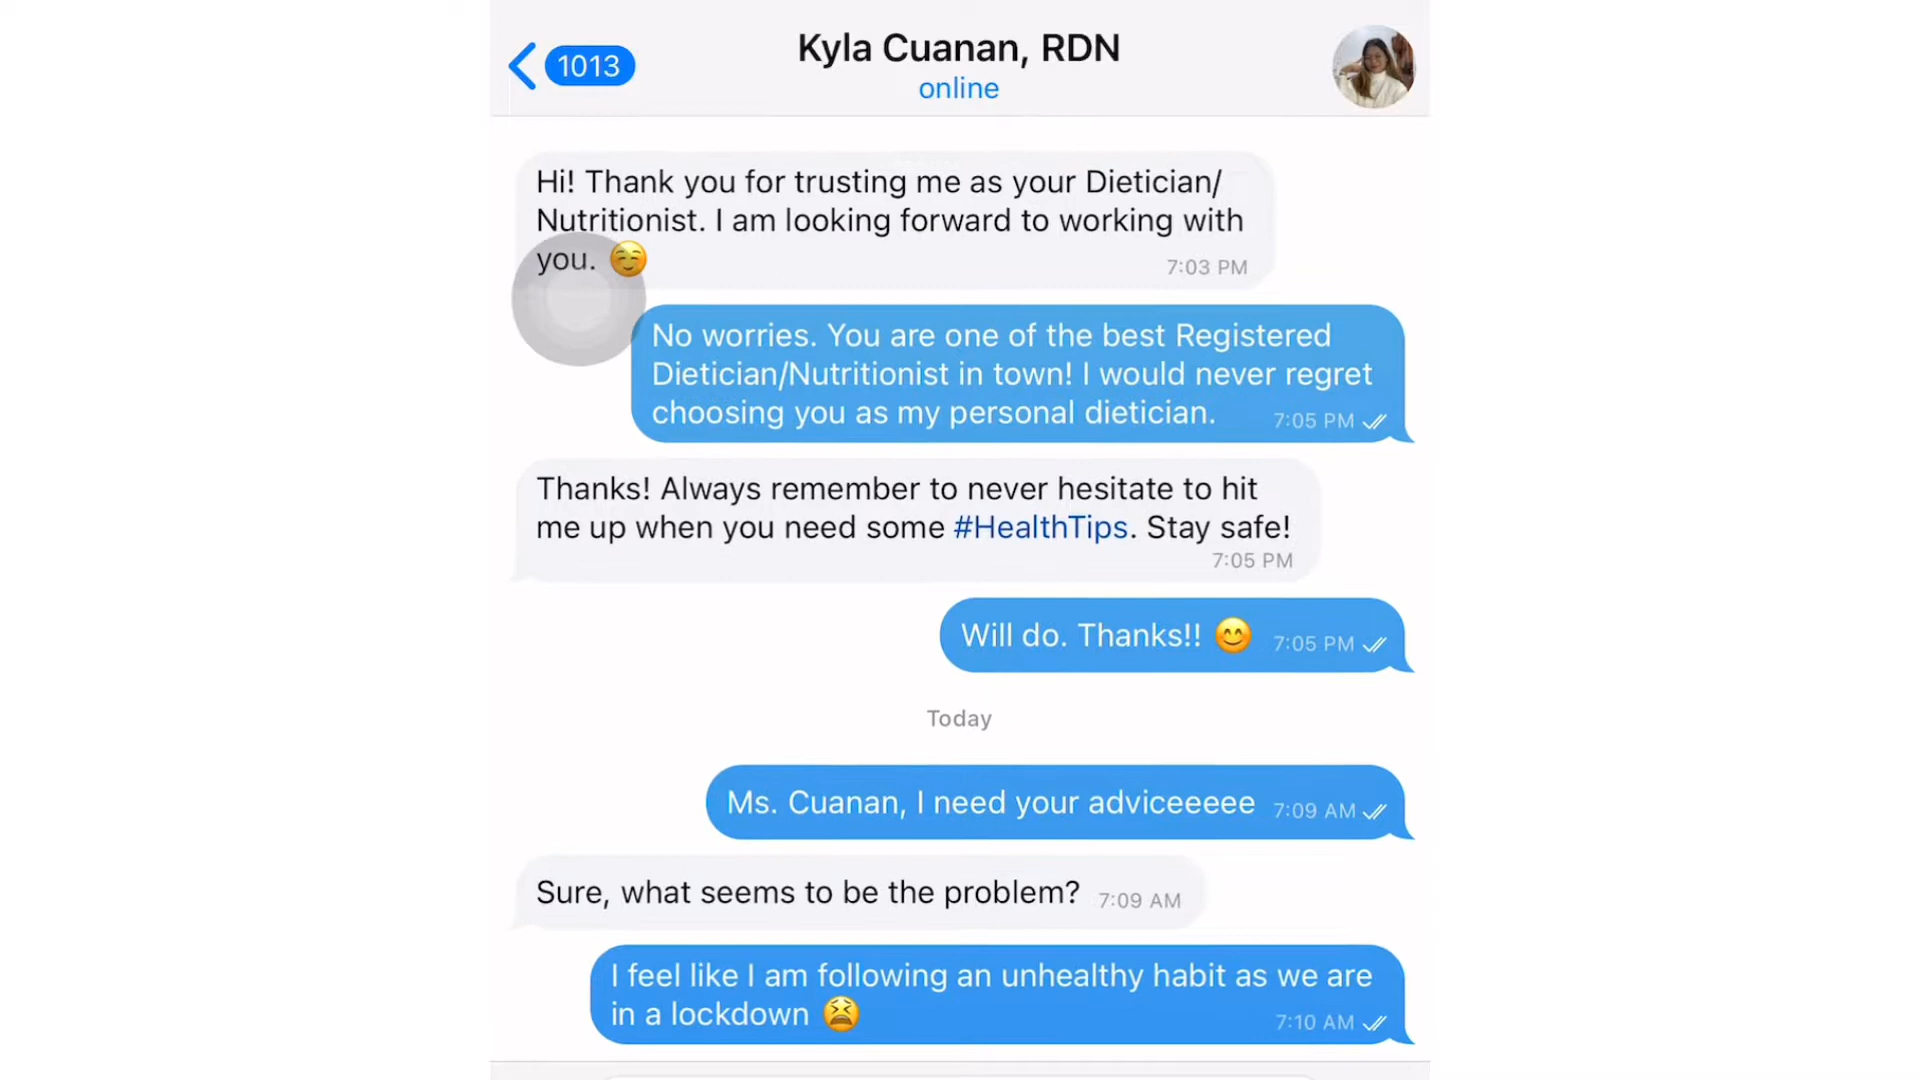 Kyla Cuanan, RDN
1013
online
Hi! Thank you for trusting me as your Dietician/
Nutritionist. I am looking forward to working with
you. ☺️
7:03 PM
No worries. You are one of the best Registered
Dietician/Nutritionist in town! I would never regret
choosing you as my personal dietician. 7:05 PM
Thanks! Always remember to never hesitate to hit
me up when you need some #HealthTips. Stay safe!
7:05 PM
Will do. Thanks!! 😊 7:05 PM
Today
Ms. Cuanan, I need your adviceeeee 7:09 AM
Sure, what seems to be the problem? 7:09 AM
I feel like I am following an unhealthy habit as we are
in a lockdown 😫 7:10 AM